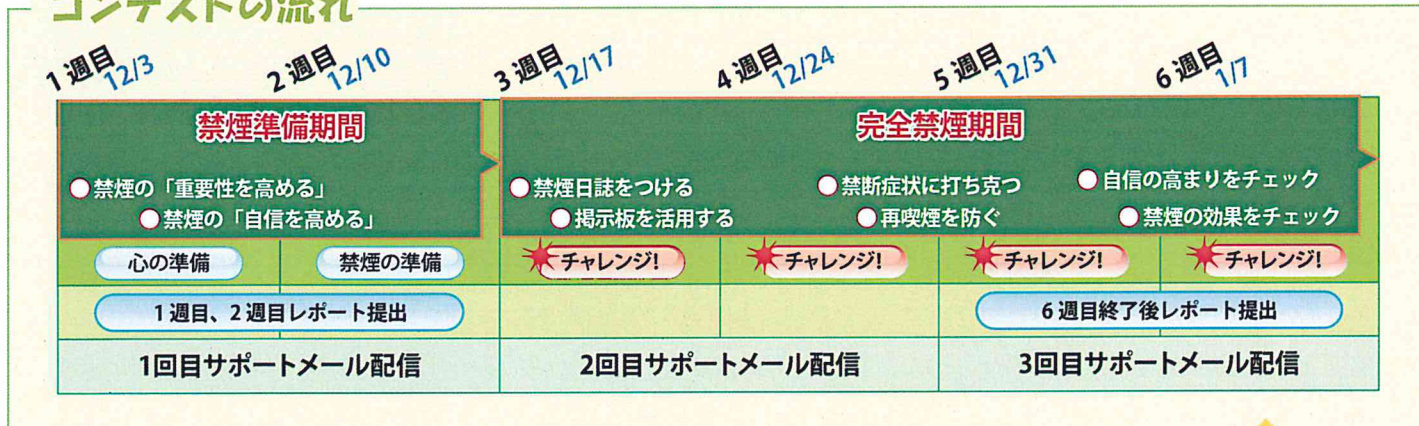 コンテストの流れ
1週目 12/3
2週目 12/10
3週目 12/17
4週目 12/24
5週目 12/31
6週目 1/7
禁煙準備期間
禁煙の「重要性を高める」
禁煙の「自信を高める」
完全禁煙期間
禁煙日誌をつける
掲示板を活用する
禁断症状に打ち克つ
再喫煙を防ぐ
自信の高まりをチェック
禁煙の効果をチェック
心の準備
禁煙の準備
チャレンジ!
チャレンジ!
チャレンジ!
チャレンジ!
1週目、2週目レポート提出
6週目終了後レポート提出
1回目サポートメール配信
2回目サポートメール配信
3回目サポートメール配信